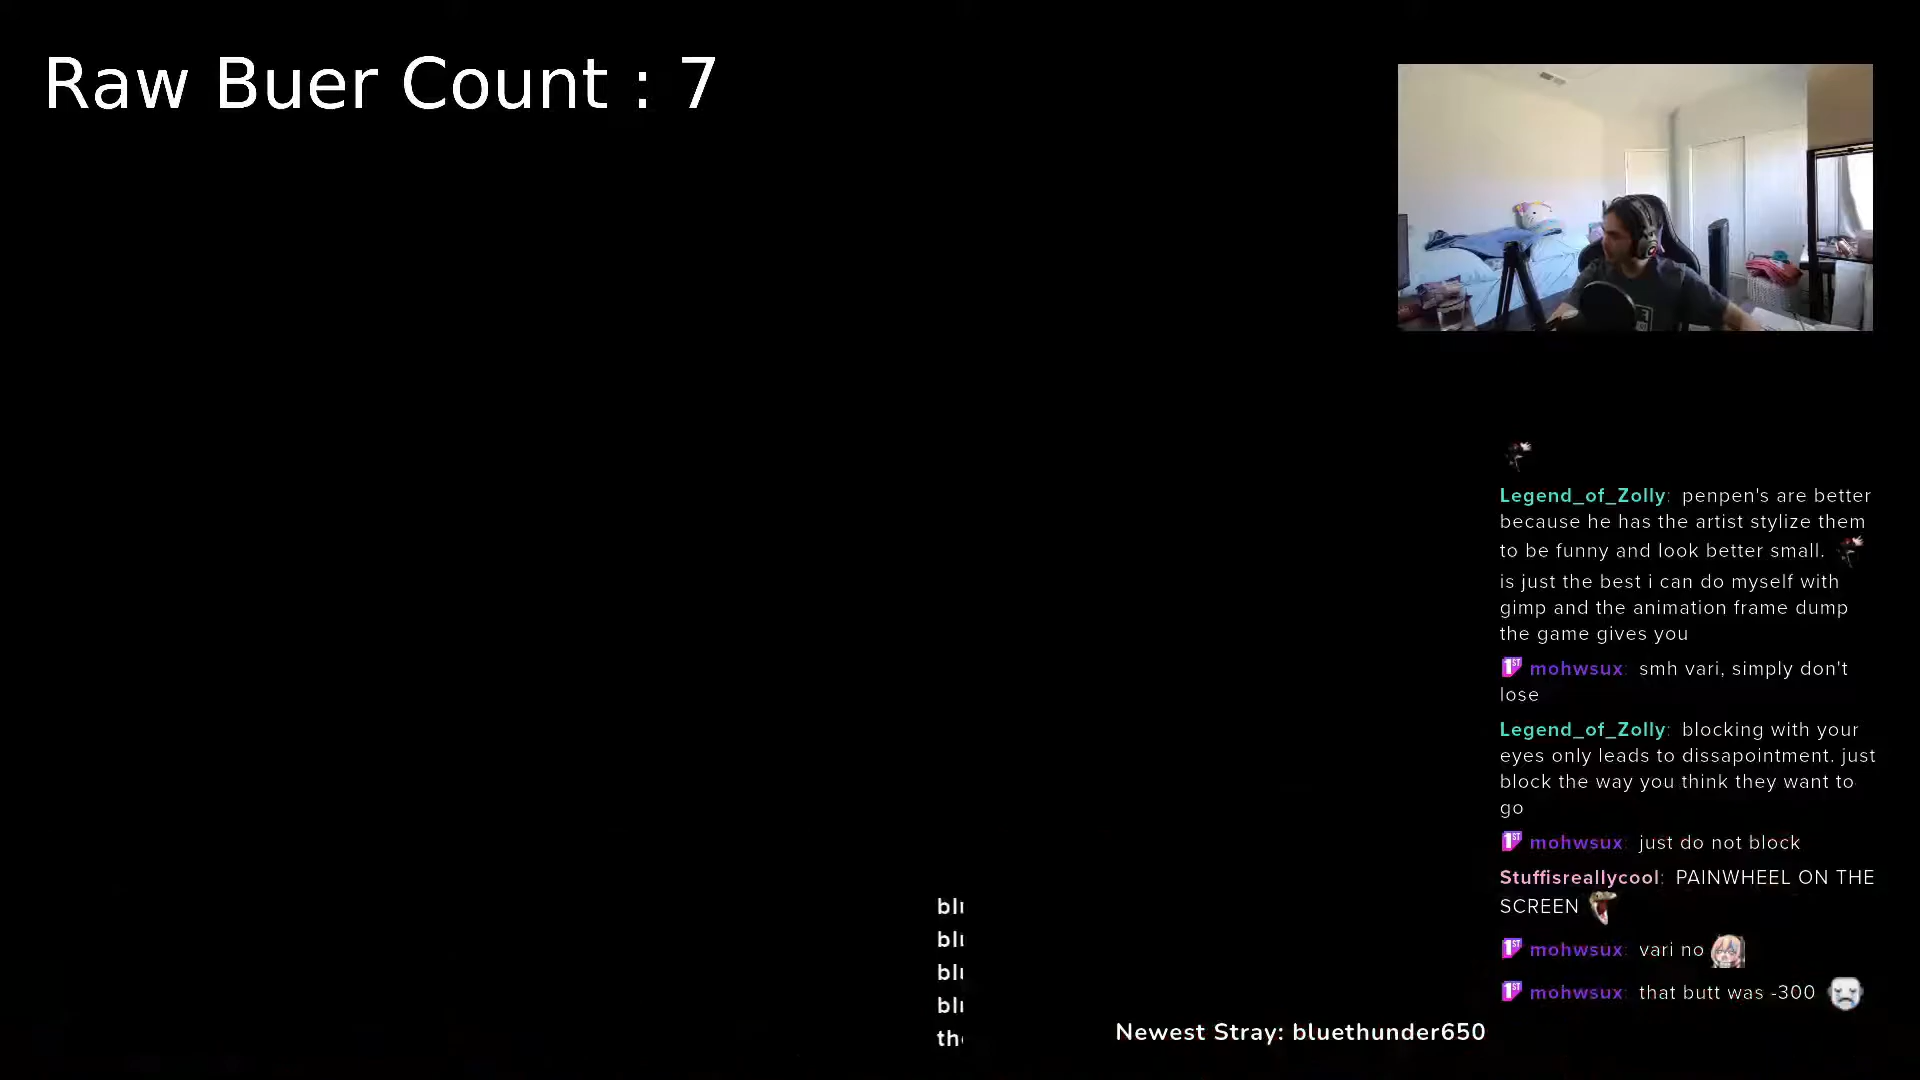 Raw Buer Count : 7
Legend_of_Zolly: penpen's are better
because he has the artist stylize them
to be funny and look better small.
is just the best i can do myself with
gimp and the animation frame dump
the game gives you
1ST mohwsux: smh vari, simply don't
lose
Legend_of_Zolly: blocking with your
eyes only leads to dissapointment. just
block the way you think they want to
go
1ST mohwsux: just do not block
Stuffisreallycool: PAINWHEEL ON THE
SCREEN
1ST mohwsux: vari no
1ST mohwsux: that butt was -300
Newest Stray: bluethunder650